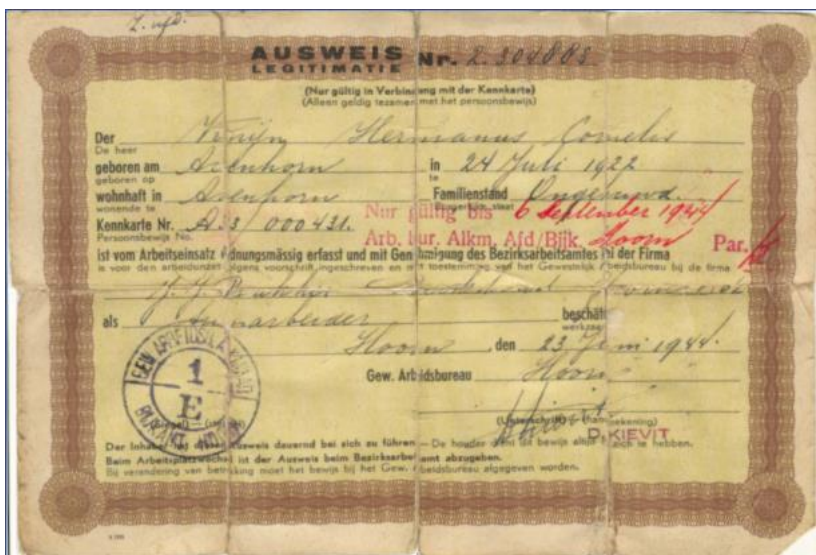 AUSWEIS Nr. 2.304888
LEGITIMATIE
(Nur gültig in Verbindung mit der Kennkarte)
(Alleen geldig tezamen met het persoonsbewijs)
Der Hermanus Cornelis
De heer
geboren am Avenhorn in 24 Juli 1922
geboren op te
wohnhaft in Avenhorn Familienstand
wonende te
Kennkarte Nr. A 3/ 000431. Nur gültig bis 6 September 1944
Persoonsbewijs No. Arb. bur. Alkm. Afd/Bijk. Hoorn Par.
ist vom Arbeitseinsatz ordnungsmässig erfasst und mit Genehmigung des Bezirksarbeitsamtes bei der Firma
is voor den arbeidsinzet volgens voorschrift ingeschreven en met toestemming van het Gewestelijk Arbeidsbureau bij de firma
J. J.
als beschäft
werkzaam
Hoorn, den 23 Juni 1944.
Gew. Arbeidsbureau Hoorn
1
E
(Siegel) (Unterschrift) (handteekening)
D. KIEVIT
Der Inhaber hat diesen Ausweis dauernd bei sich zu führen – De houder dient dit bewijs altijd bij zich te hebben.
Beim Arbeitsplatzwechsel ist der Ausweis beim Bezirksarbeitsamt abzugeben.
Bij verandering van betrekking moet het bewijs bij het Gew. Arbeidsbureau afgegeven worden.